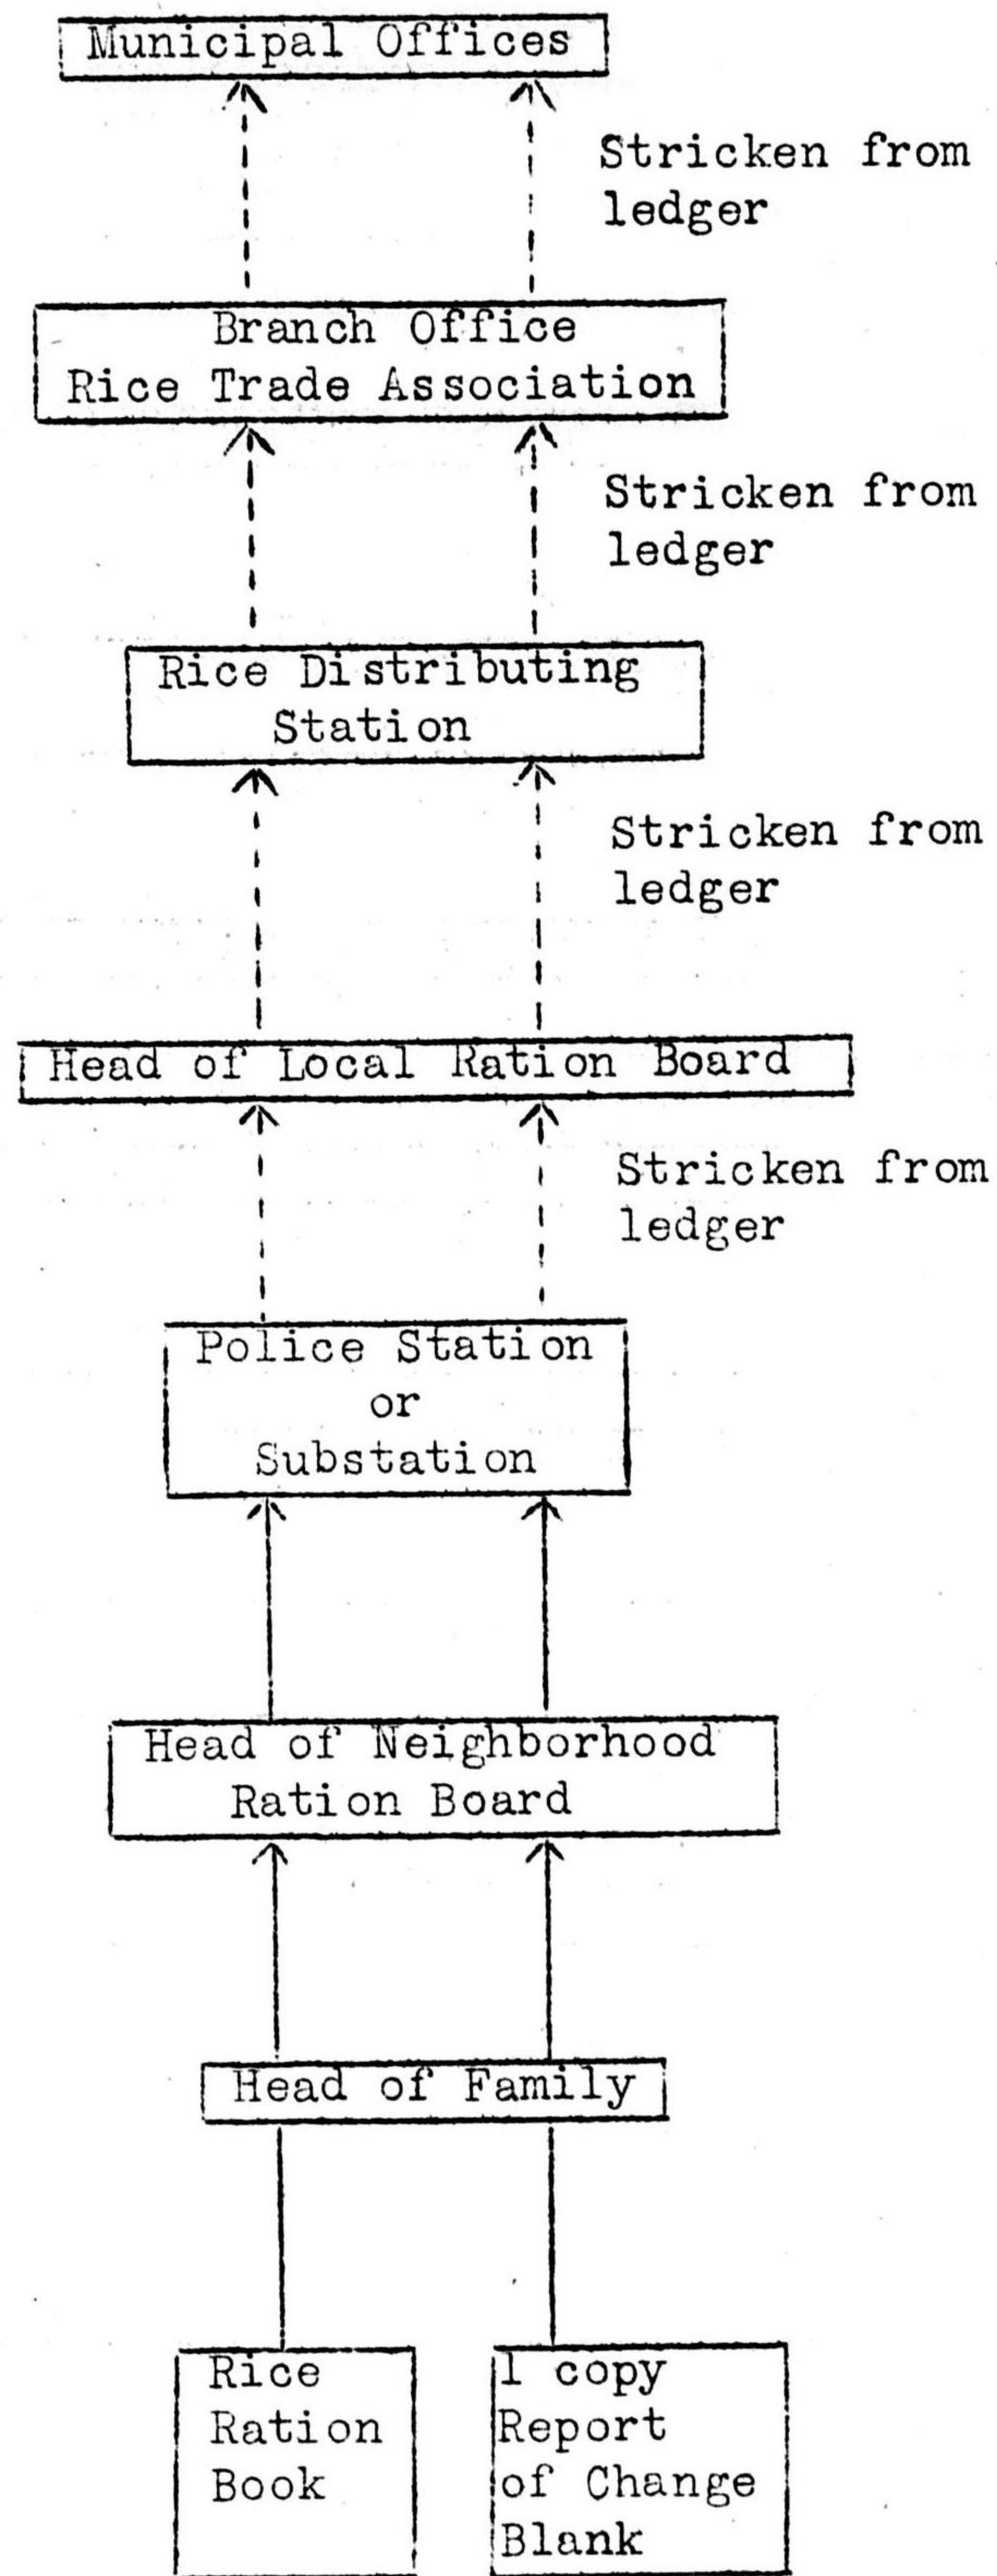 Municipal Offices
Stricken from
ledger
Branch Office
Rice Trade Association
Stricken from
ledger
Rice Distributing
Station
Stricken from
ledger
Head of Local Ration Board
Stricken from
ledger
Police Station
or
Substation
Head of Neighborhood
Ration Board
Head of Family
Rice
Ration
Book
1 copy
Report
of Change
Blank